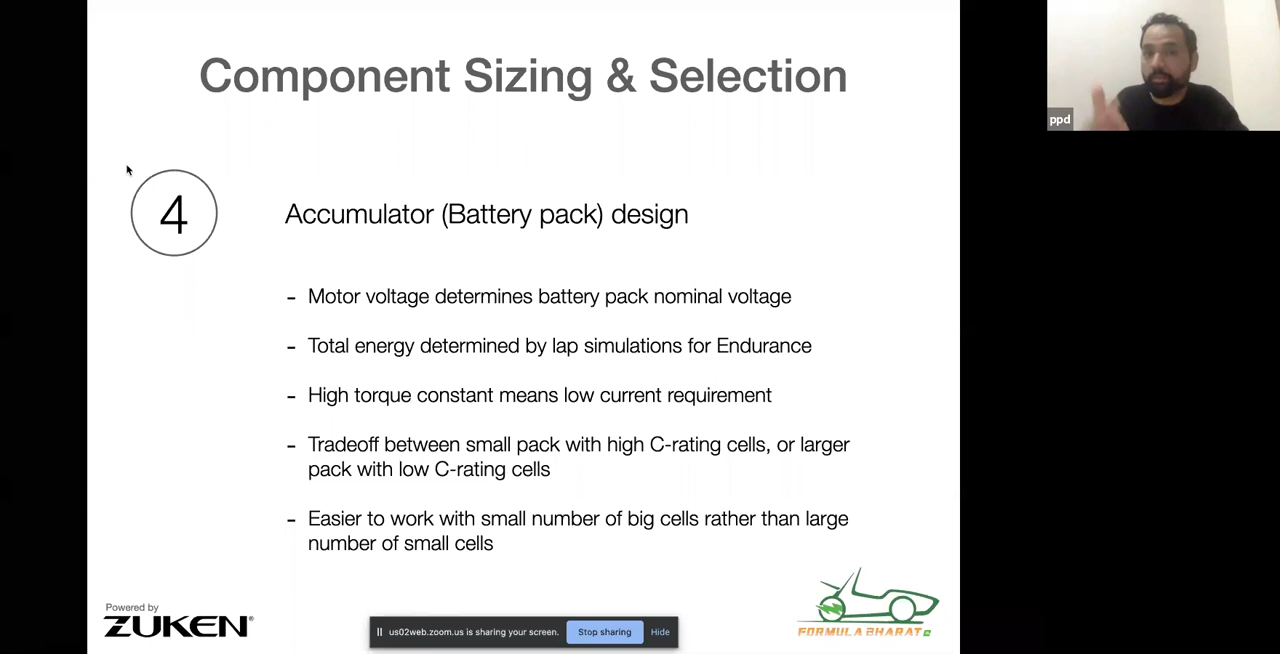 Component Sizing & Selection
ppd
4
Accumulator (Battery pack) design
- Motor voltage determines battery pack nominal voltage
- Total energy determined by lap simulations for Endurance
- High torque constant means low current requirement
- Tradeoff between small pack with high C-rating cells, or larger
pack with low C-rating cells
- Easier to work with small number of big cells rather than large
number of small cells
Powered by
ZUKEN®
us02web.zoom.us is sharing your screen. Stop sharing Hide
FORMULA BHARAT